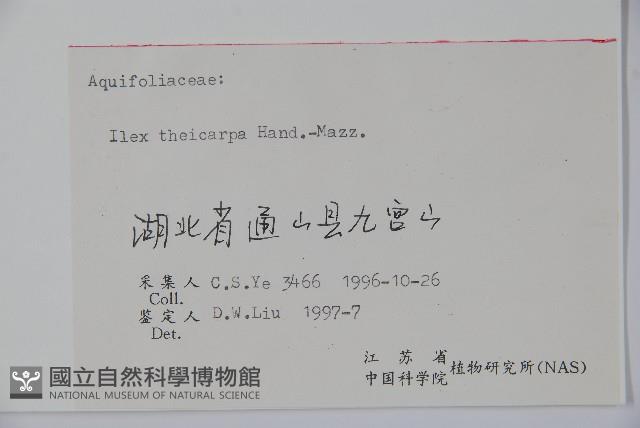 Aquifoliaceae:
Ilex theicarpa Hand.-Mazz.
湖北省通山县九宫山
采集人 C.S.Ye 3466 1996-10-26
Coll.
鉴定人 D.W.Liu 1997-7
Det.
江苏省
中国科学院 植物研究所(NAS)
國立自然科學博物館
NATIONAL MUSEUM OF NATURAL SCIENCE